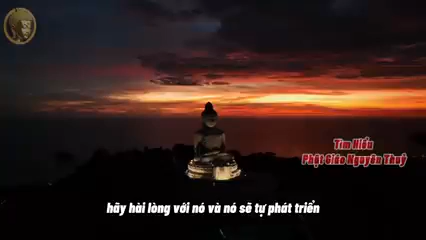 Tìm Hiểu
Phật Giáo Nguyên Thuỷ
hãy hài lòng với nó và nó sẽ tự phát triển